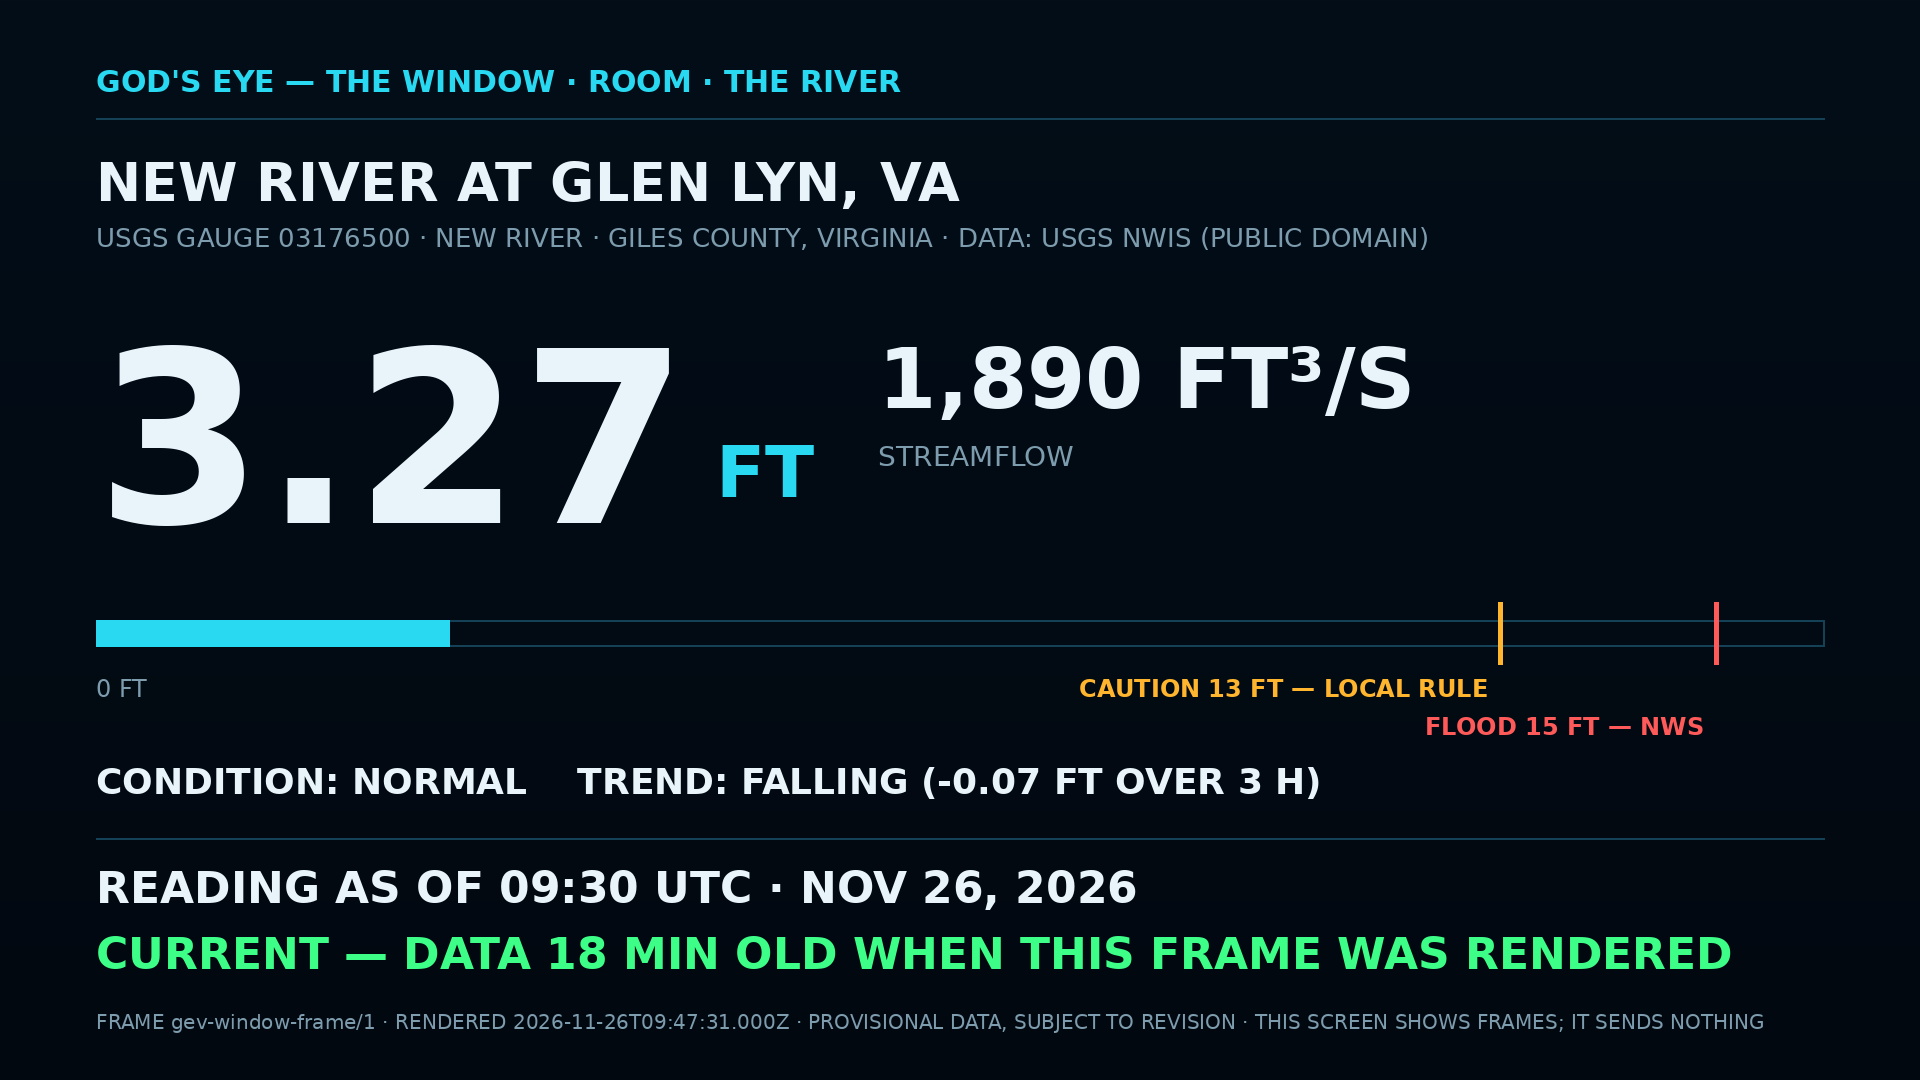 GOD'S EYE — THE WINDOW · ROOM · THE RIVER
NEW RIVER AT GLEN LYN, VA
USGS GAUGE 03176500 · NEW RIVER · GILES COUNTY, VIRGINIA · DATA: USGS NWIS (PUBLIC DOMAIN)
3.27 FT
1,890 FT³/S
STREAMFLOW
0 FT
CAUTION 13 FT — LOCAL RULE
FLOOD 15 FT — NWS
CONDITION: NORMAL TREND: FALLING (-0.07 FT OVER 3 H)
READING AS OF 09:30 UTC · NOV 26, 2026
CURRENT — DATA 18 MIN OLD WHEN THIS FRAME WAS RENDERED
FRAME gev-window-frame/1 · RENDERED 2026-11-26T09:47:31.000Z · PROVISIONAL DATA, SUBJECT TO REVISION · THIS SCREEN SHOWS FRAMES; IT SENDS NOTHING